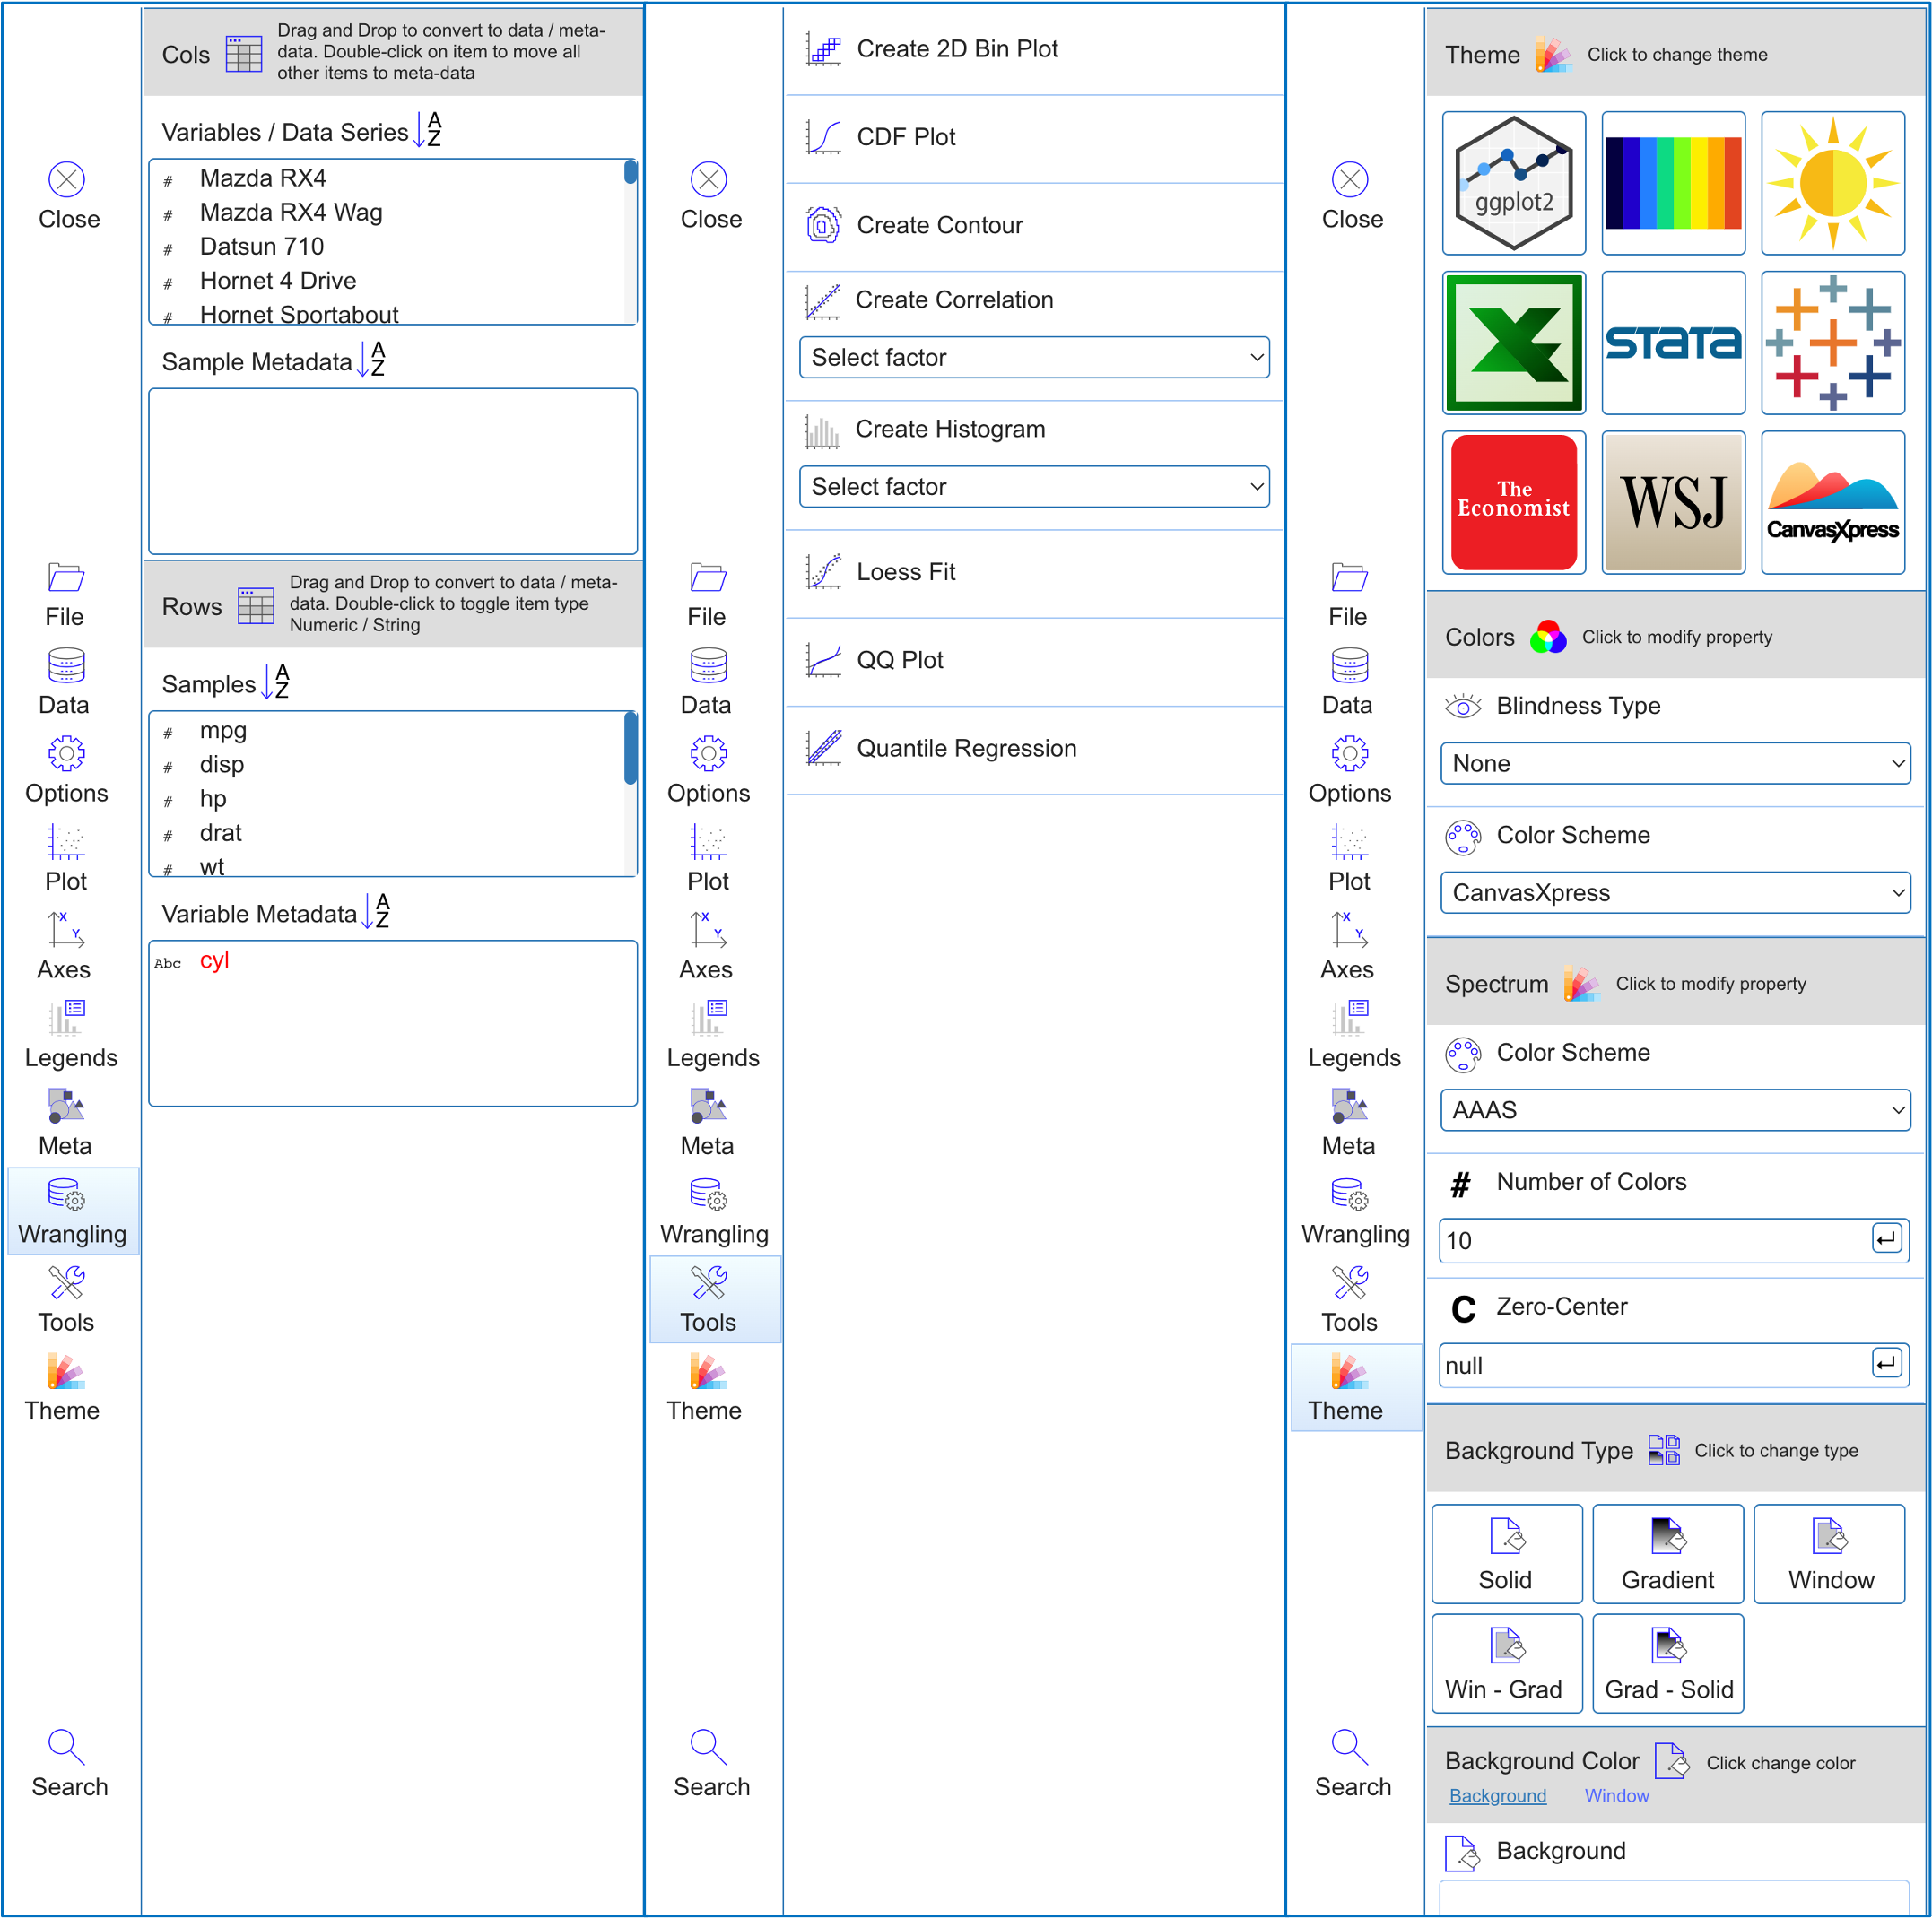 Close
File
Data
Options
Plot
X
Y
Axes
Legends
Meta
Wrangling
Tools
Theme
Search
Cols
Drag and Drop to convert to data / meta-
data. Double-click on item to move all
other items to meta-data
Variables / Data Series A Z
# Mazda RX4
# Mazda RX4 Wag
# Datsun 710
# Hornet 4 Drive
# Hornet Sportabout
Sample Metadata A Z
Rows
Drag and Drop to convert to data / meta-
data. Double-click to toggle item type
Numeric / String
Samples A Z
# mpg
# disp
# hp
# drat
# wt
Variable Metadata A Z
Abc cyl
Close
File
Data
Options
Plot
X
Y
Axes
Legends
Meta
Wrangling
Tools
Theme
Search
Create 2D Bin Plot
CDF Plot
Create Contour
Create Correlation
Select factor
Create Histogram
Select factor
Loess Fit
QQ Plot
Quantile Regression
Close
File
Data
Options
Plot
X
Y
Axes
Legends
Meta
Wrangling
Tools
Theme
Search
Theme Click to change theme
ggplot2
STATA
The
Economist
WSJ
CanvasXpress
Colors Click to modify property
Blindness Type
None
Color Scheme
CanvasXpress
Spectrum Click to modify property
Color Scheme
AAAS
# Number of Colors
10
C Zero-Center
null
Background Type Click to change type
Solid
Gradient
Window
Win - Grad
Grad - Solid
Background Color Click change color
Background Window
Background